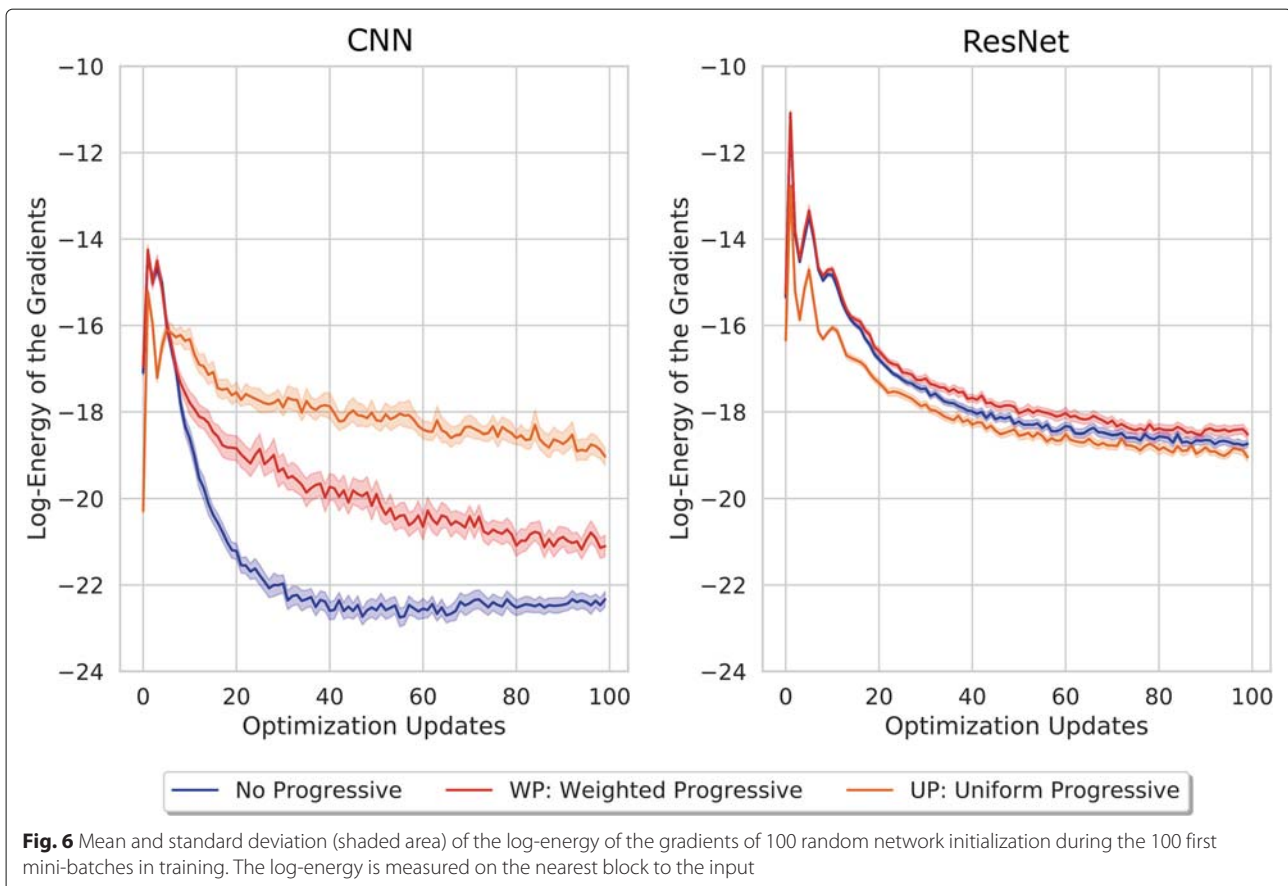 CNN
ResNet
−10
−12
−14
−16
−18
−20
−22
−24
Log-Energy of the Gradients
0 20 40 60 80 100
Optimization Updates
−10
−12
−14
−16
−18
−20
−22
−24
Log-Energy of the Gradients
0 20 40 60 80 100
Optimization Updates
No Progressive WP: Weighted Progressive UP: Uniform Progressive
Fig. 6 Mean and standard deviation (shaded area) of the log-energy of the gradients of 100 random network initialization during the 100 first
mini-batches in training. The log-energy is measured on the nearest block to the input